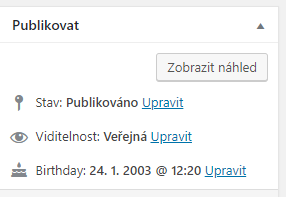 Publikovat
Zobrazit náhled
Stav: Publikováno Upravit
Viditelnost: Veřejná Upravit
Birthday: 24. 1. 2003 @ 12:20 Upravit